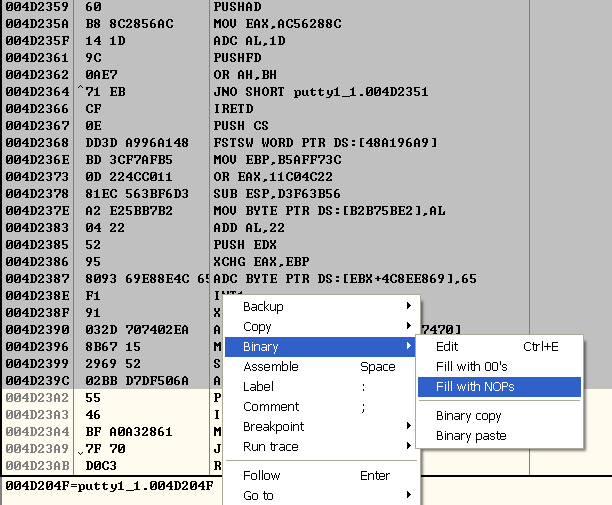 004D2359 60 PUSHAD
004D235A B8 8C2856AC MOV EAX,AC56288C
004D235F 14 1D ADC AL,1D
004D2361 9C PUSHFD
004D2362 0AE7 OR AH,BH
004D2364 ^71 EB JNO SHORT putty1_1.004D2351
004D2366 CF IRETD
004D2367 0E PUSH CS
004D2368 DD3D A996A148 FSTSW WORD PTR DS:[48A196A9]
004D236E BD 3CF7AFB5 MOV EBP,B5AFF73C
004D2373 0D 224CC011 OR EAX,11C04C22
004D2378 81EC 563BF6D3 SUB ESP,D3F63B56
004D237E A2 E25BB7B2 MOV BYTE PTR DS:[B2B75BE2],AL
004D2383 04 22 ADD AL,22
004D2385 52 PUSH EDX
004D2386 95 XCHG EAX,EBP
004D2387 8093 69E88E4C 65 ADC BYTE PTR DS:[EBX+4C8EE869],65
004D238E F1 INT1
004D238F 91 X
004D2390 032D 707402EA A 7470]
004D2396 8B67 15 M
004D2399 2969 52 S
004D239C 02BB D7DF506A A
004D23A2 55 P
004D23A3 46 I
004D23A4 BF A0A32861 M
004D23A9 7F 70 J
004D23AB D0C3 R
004D204F=putty1_1.004D204F
Backup
Copy
Binary
Assemble Space
Label :
Comment ;
Breakpoint
Run trace
Follow Enter
Go to
Edit Ctrl+E
Fill with 00's
Fill with NOPs
Binary copy
Binary paste